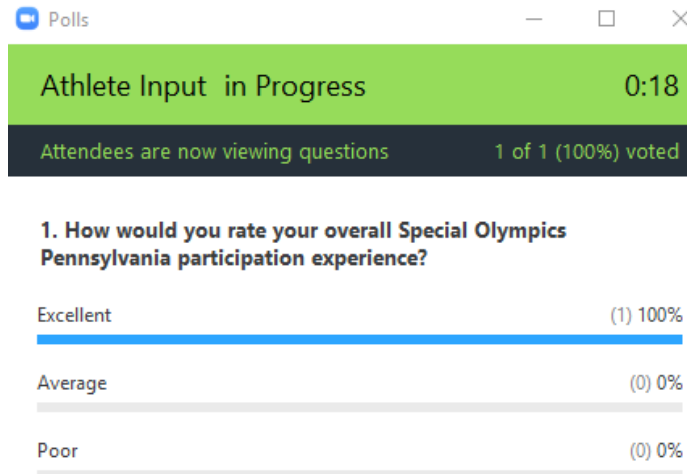 Polls
Athlete Input in Progress 0:18
Attendees are now viewing questions 1 of 1 (100%) voted
1. How would you rate your overall Special Olympics
Pennsylvania participation experience?
Excellent (1) 100%
Average (0) 0%
Poor (0) 0%